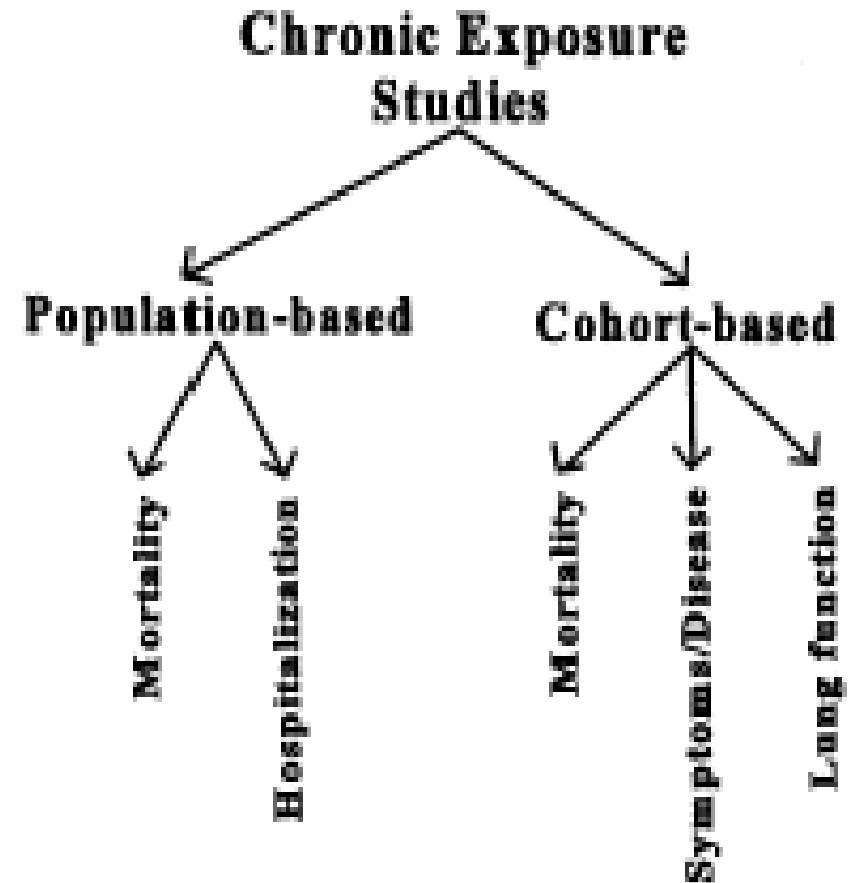 Chronic Exposure
Studies
Population-based
Cohort-based
Mortality
Hospitalization
Mortality
Symptoms/Disease
Lung function